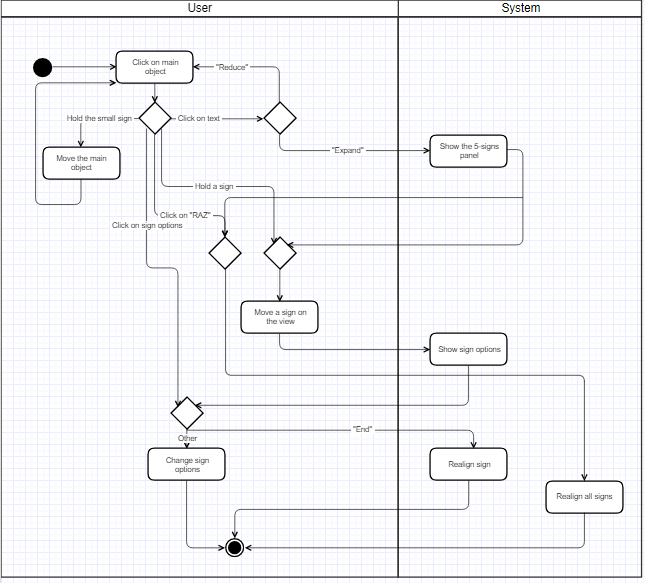 User
System
Click on main
object
"Reduce"
Hold the small sign
Click on text
"Expand"
Show the 5-signs
panel
Move the main
object
Hold a sign
Click on "RAZ"
Click on sign options
Move a sign on
the view
Show sign options
"End"
Other
Change sign
options
Realign sign
Realign all signs